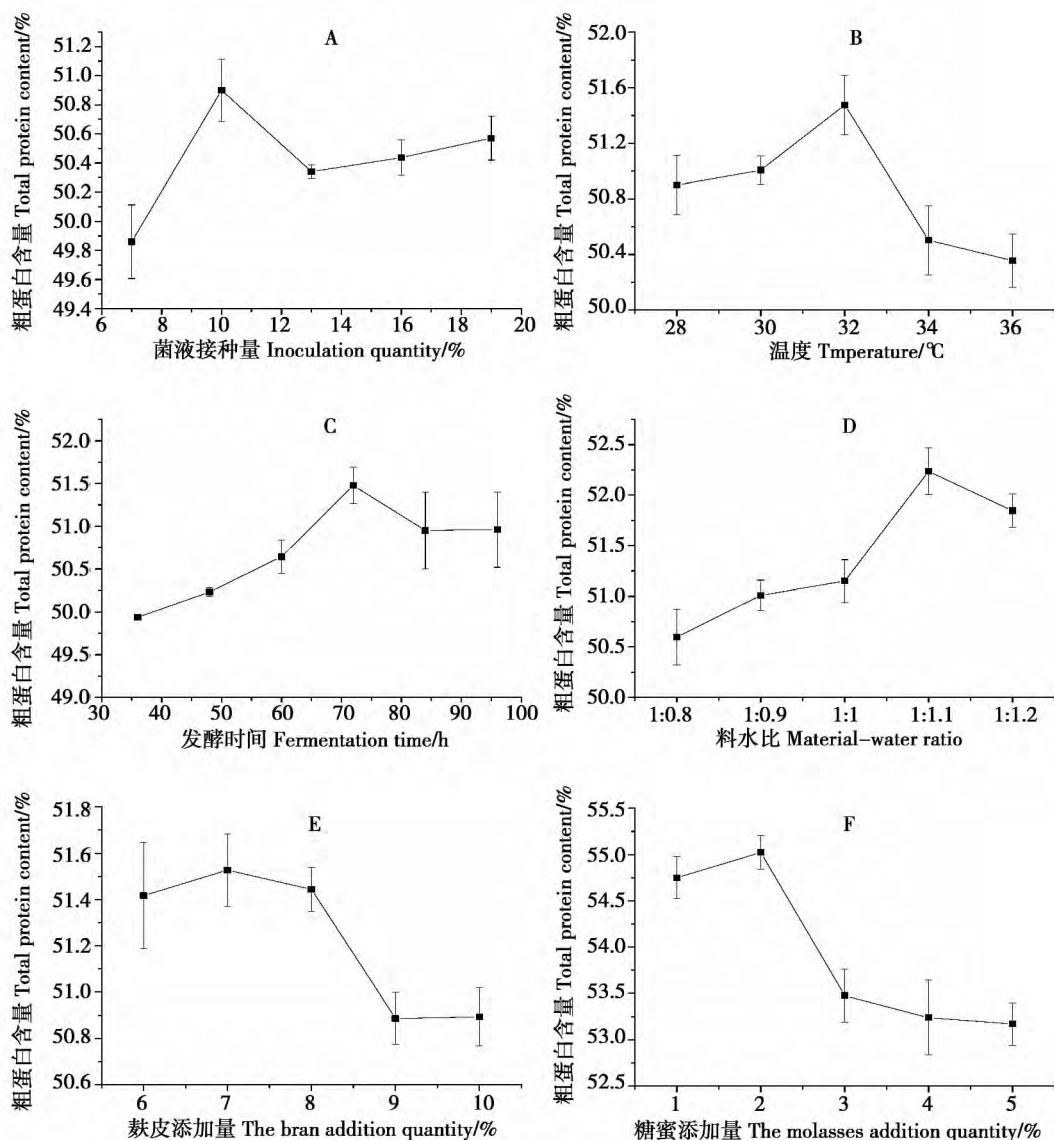 A
粗蛋白含量 Total protein content/%
51.2
51.0
50.8
50.6
50.4
50.2
50.0
49.8
49.6
49.4
6 8 10 12 14 16 18 20
菌液接种量 Inoculation quantity/%
B
粗蛋白含量 Total protein content/%
52.0
51.6
51.2
50.8
50.4
50.0
28 30 32 34 36
温度 Tmperature/℃
C
粗蛋白含量 Total protein content/%
52.0
51.5
51.0
50.5
50.0
49.5
49.0
30 40 50 60 70 80 90 100
发酵时间 Fermentation time/h
D
粗蛋白含量 Total protein content/%
52.5
52.0
51.5
51.0
50.5
50.0
1:0.8 1:0.9 1:1 1:1.1 1:1.2
料水比 Material-water ratio
E
粗蛋白含量 Total protein content/%
51.8
51.6
51.4
51.2
51.0
50.8
50.6
6 7 8 9 10
麸皮添加量 The bran addition quantity/%
F
粗蛋白含量 Total protein content/%
55.5
55.0
54.5
54.0
53.5
53.0
52.5
1 2 3 4 5
糖蜜添加量 The molasses addition quantity/%